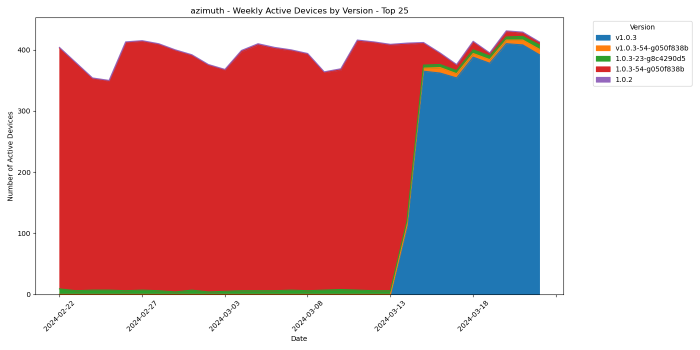 azimuth - Weekly Active Devices by Version - Top 25
Version
v1.0.3
v1.0.3-54-g050f838b
1.0.3-23-g8c4290d5
1.0.3-54-g050f838b
1.0.2
Number of Active Devices
400
300
200
100
0
2024-02-22
2024-02-27
2024-03-03
2024-03-08
2024-03-13
2024-03-18
Date